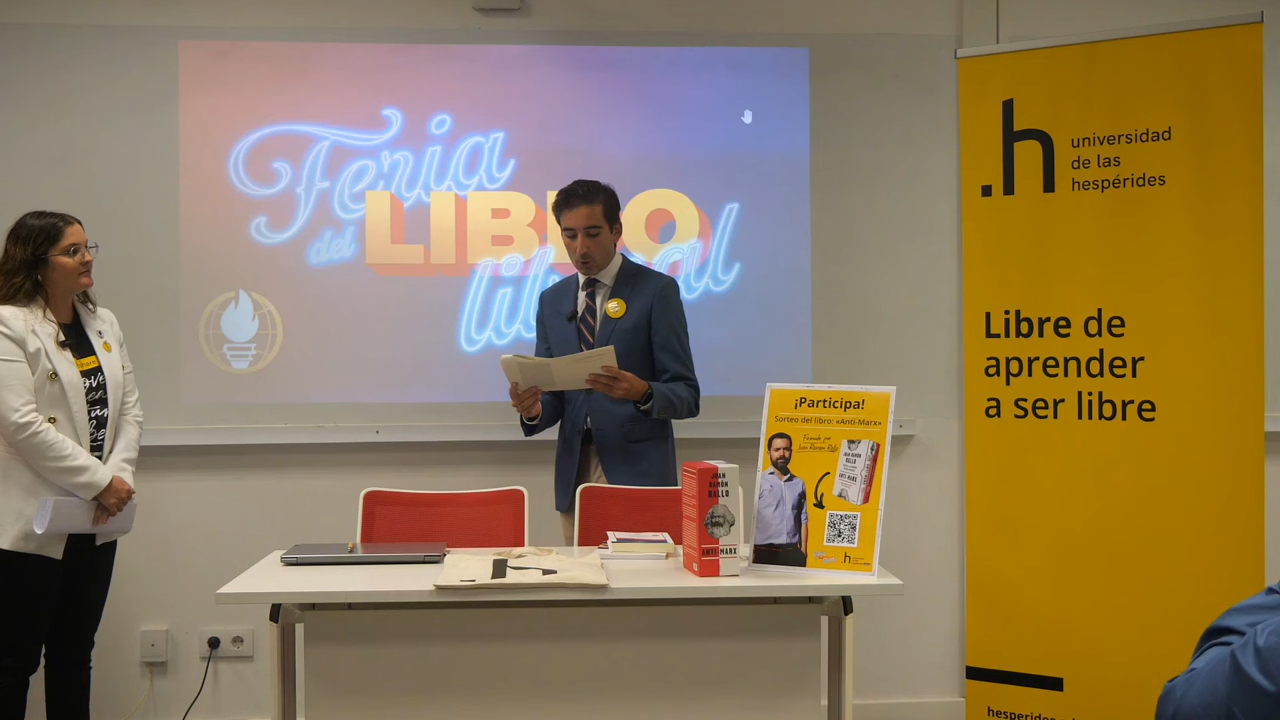 Feria
del LIBRO
liberal
.h universidad
de las
hespérides
Libre de
aprender
a ser libre
¡Participa!
Sorteo del libro: «Anti-Marx»
Firmado por
Juan Ramón Rallo
JUAN
RAMÓN
RALLO
ANTI-MARX
JUAN RAMÓN
RALLO
ANTI-MARX
.h